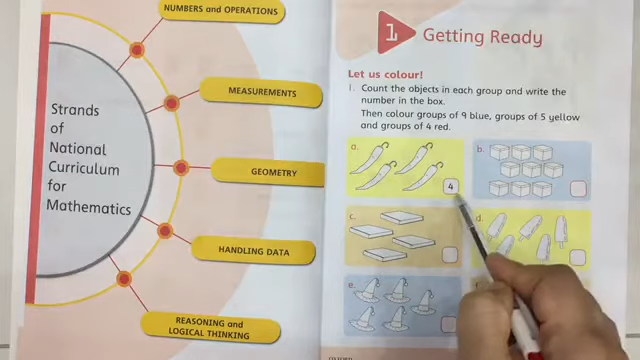 NUMBERS and OPERATIONS
MEASUREMENTS
GEOMETRY
HANDLING DATA
REASONING and
LOGICAL THINKING
Strands
of
National
Curriculum
for
Mathematics
1 Getting Ready
Let us colour!
1. Count the objects in each group and write the
number in the box.
Then colour groups of 9 blue, groups of 5 yellow
and groups of 4 red.
a.
4
b.
c.
d.
e.
f.
OXFORD